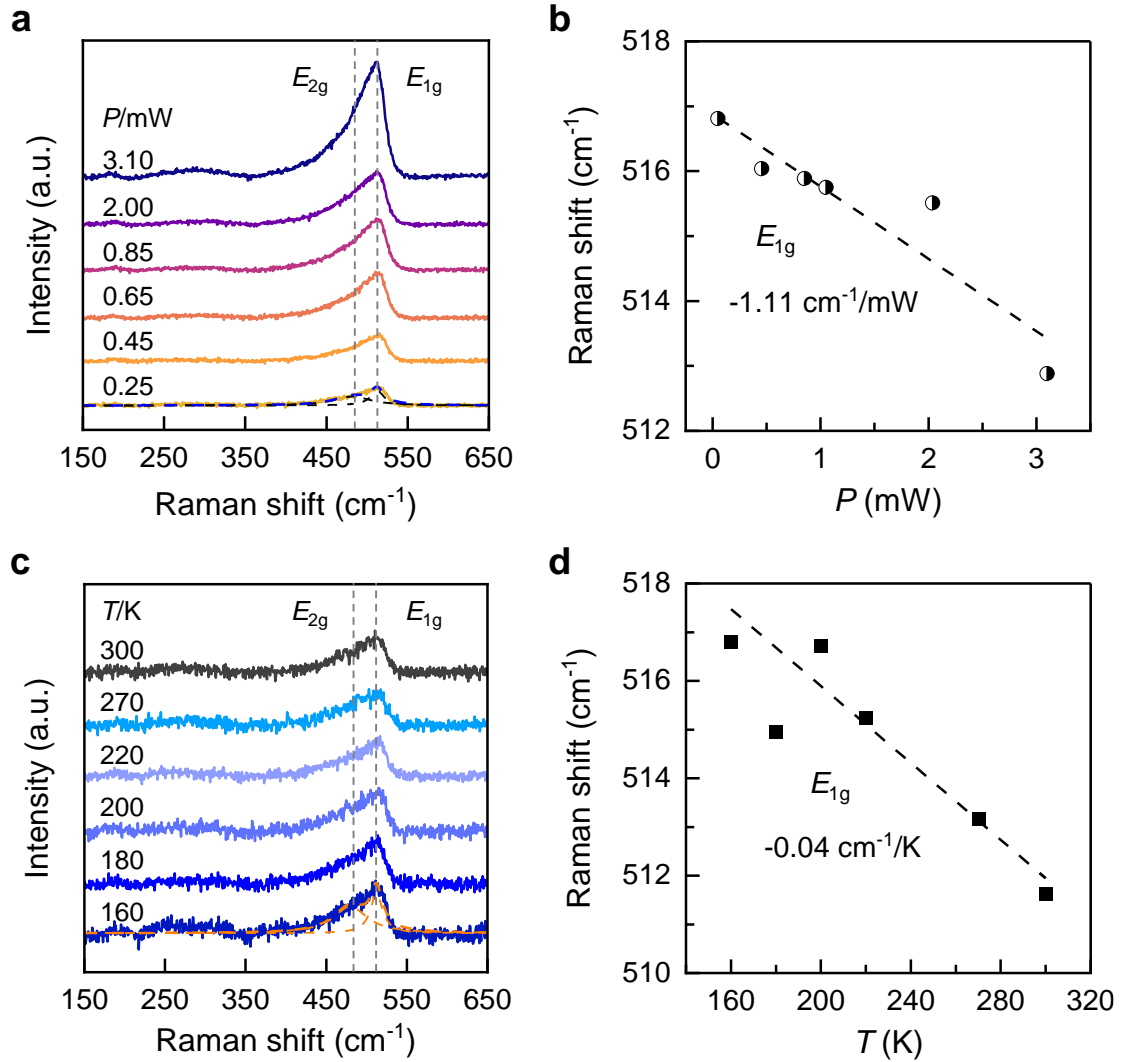 a
E2g
E1g
P/mW
3.10
2.00
0.85
0.65
0.45
0.25
Intensity (a.u.)
150 250 350 450 550 650
Raman shift (cm-1)
b
518
516
514
512
Raman shift (cm-1)
E1g
-1.11 cm-1/mW
0 1 2 3
P (mW)
c
T/K
E2g
E1g
300
270
220
200
180
160
Intensity (a.u.)
150 250 350 450 550 650
Raman shift (cm-1)
d
518
516
514
512
510
Raman shift (cm-1)
E1g
-0.04 cm-1/K
160 200 240 280 320
T (K)